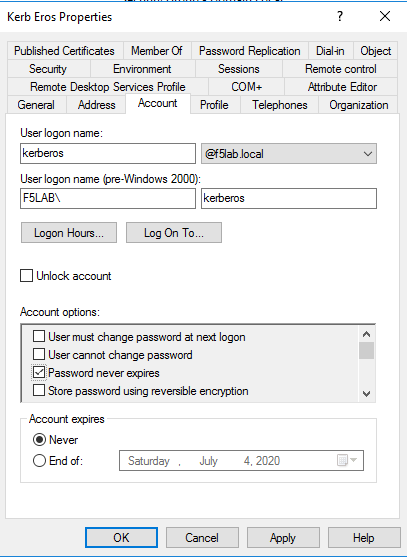 Kerb Eros Properties ? ×
Published Certificates Member Of Password Replication Dial-in Object
Security Environment Sessions Remote control
Remote Desktop Services Profile COM+ Attribute Editor
General Address Account Profile Telephones Organization
User logon name:
kerberos @f5lab.local
User logon name (pre-Windows 2000):
F5LAB\ kerberos
Logon Hours... Log On To...
Unlock account
Account options:
User must change password at next logon
User cannot change password
Password never expires
Store password using reversible encryption
Account expires
Never
End of: Saturday , July 4, 2020
OK Cancel Apply Help